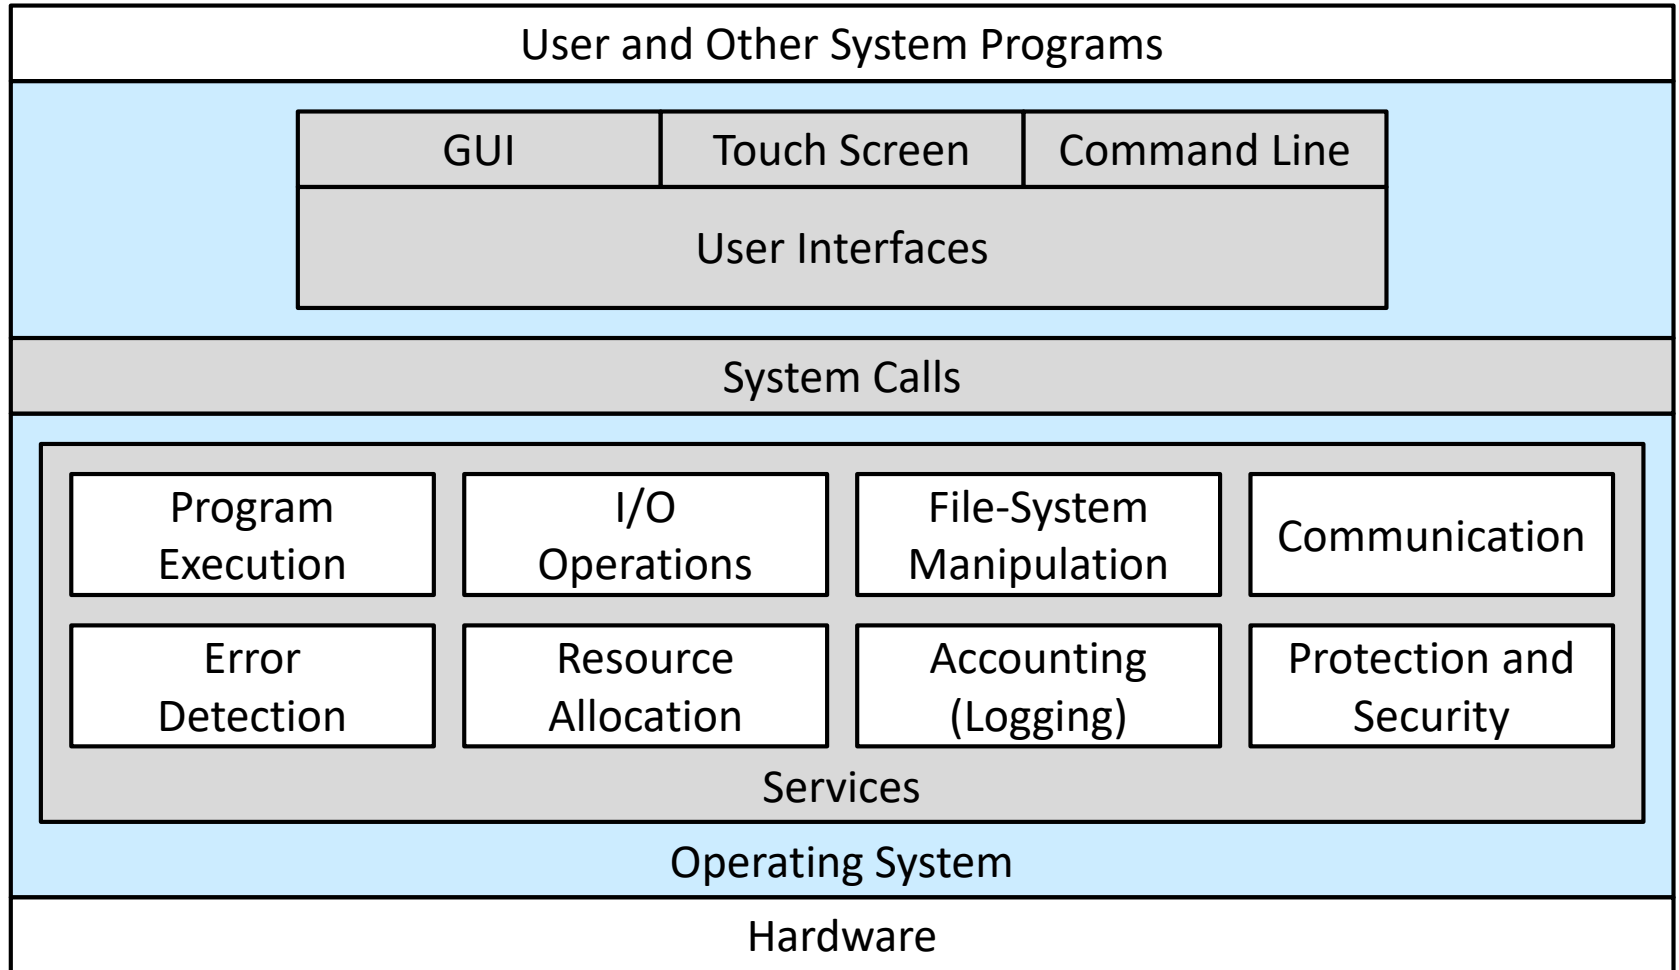 User and Other System Programs
GUI
Touch Screen
Command Line
User Interfaces
System Calls
Program
Execution
I/O
Operations
File-System
Manipulation
Communication
Error
Detection
Resource
Allocation
Accounting
(Logging)
Protection and
Security
Services
Operating System
Hardware